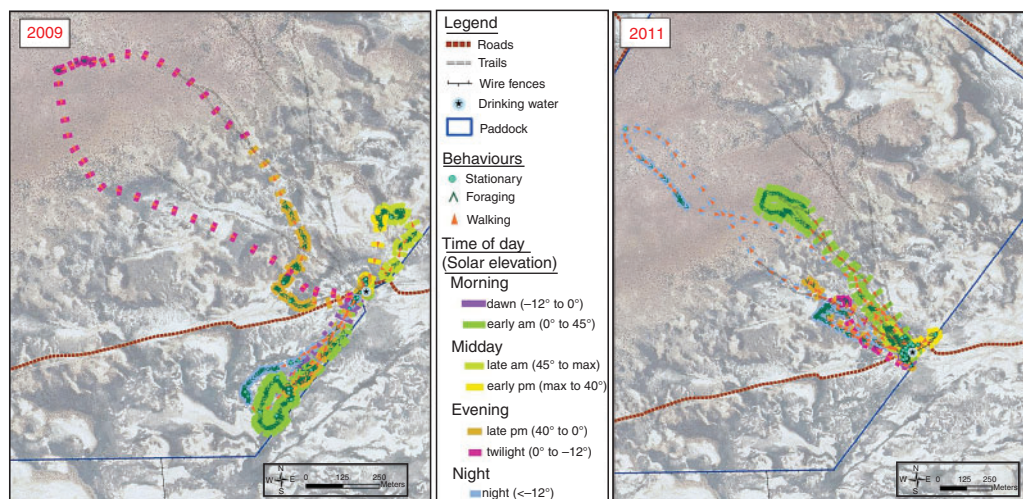 2009
N
W E
S
0 125 250
Meters
Legend
Roads
Trails
Wire fences
Drinking water
Paddock
Behaviours
Stationary
Foraging
Walking
Time of day
(Solar elevation)
Morning
dawn (–12° to 0°)
early am (0° to 45°)
Midday
late am (45° to max)
early pm (max to 40°)
Evening
late pm (40° to 0°)
twilight (0° to –12°)
Night
night (<–12°)
2011
N
W E
S
0 125 250
Meters